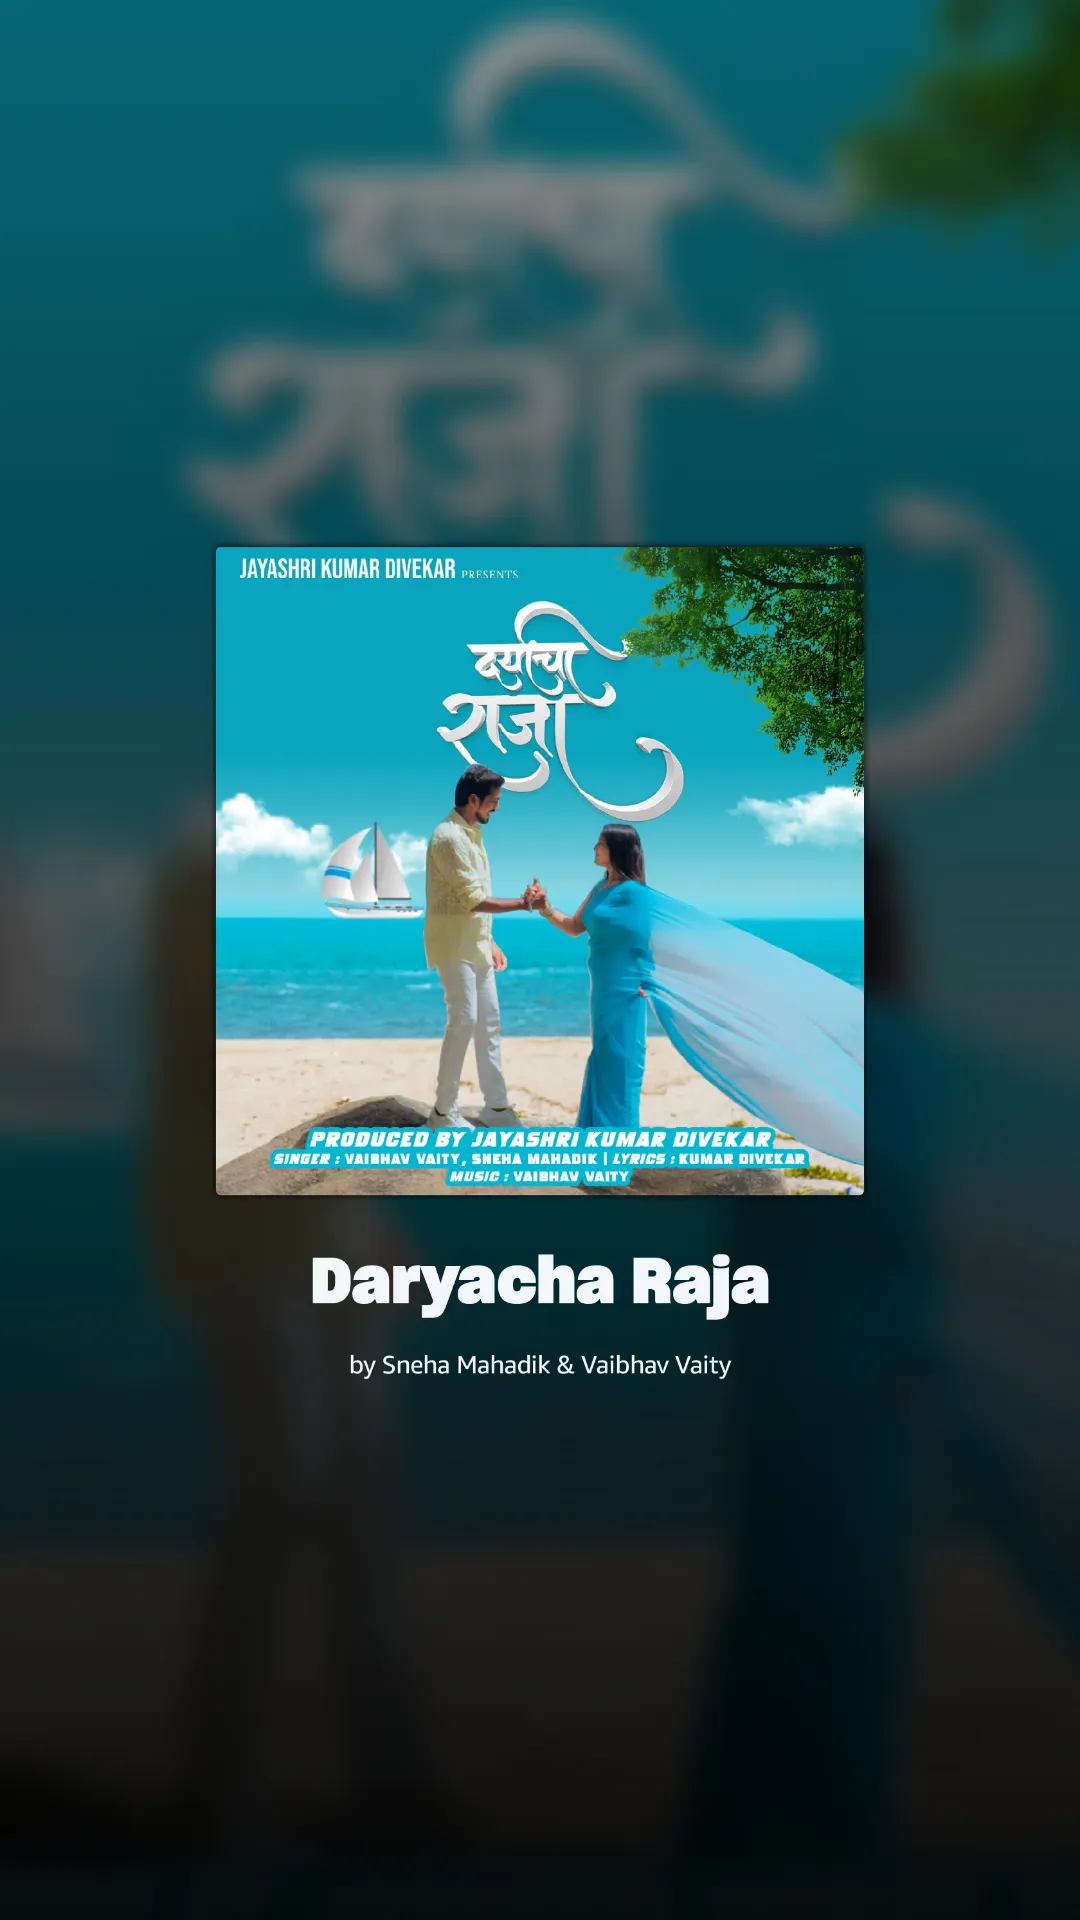 JAYASHRI KUMAR DIVEKAR PRESENTS
दर्याचा
राजा
PRODUCED BY JAYASHRI KUMAR DIVEKAR
SINGER : VAIBHAV VAITY, SNEHA MAHADIK | LYRICS : KUMAR DIVEKAR
MUSIC : VAIBHAV VAITY
Daryacha Raja
by Sneha Mahadik & Vaibhav Vaity